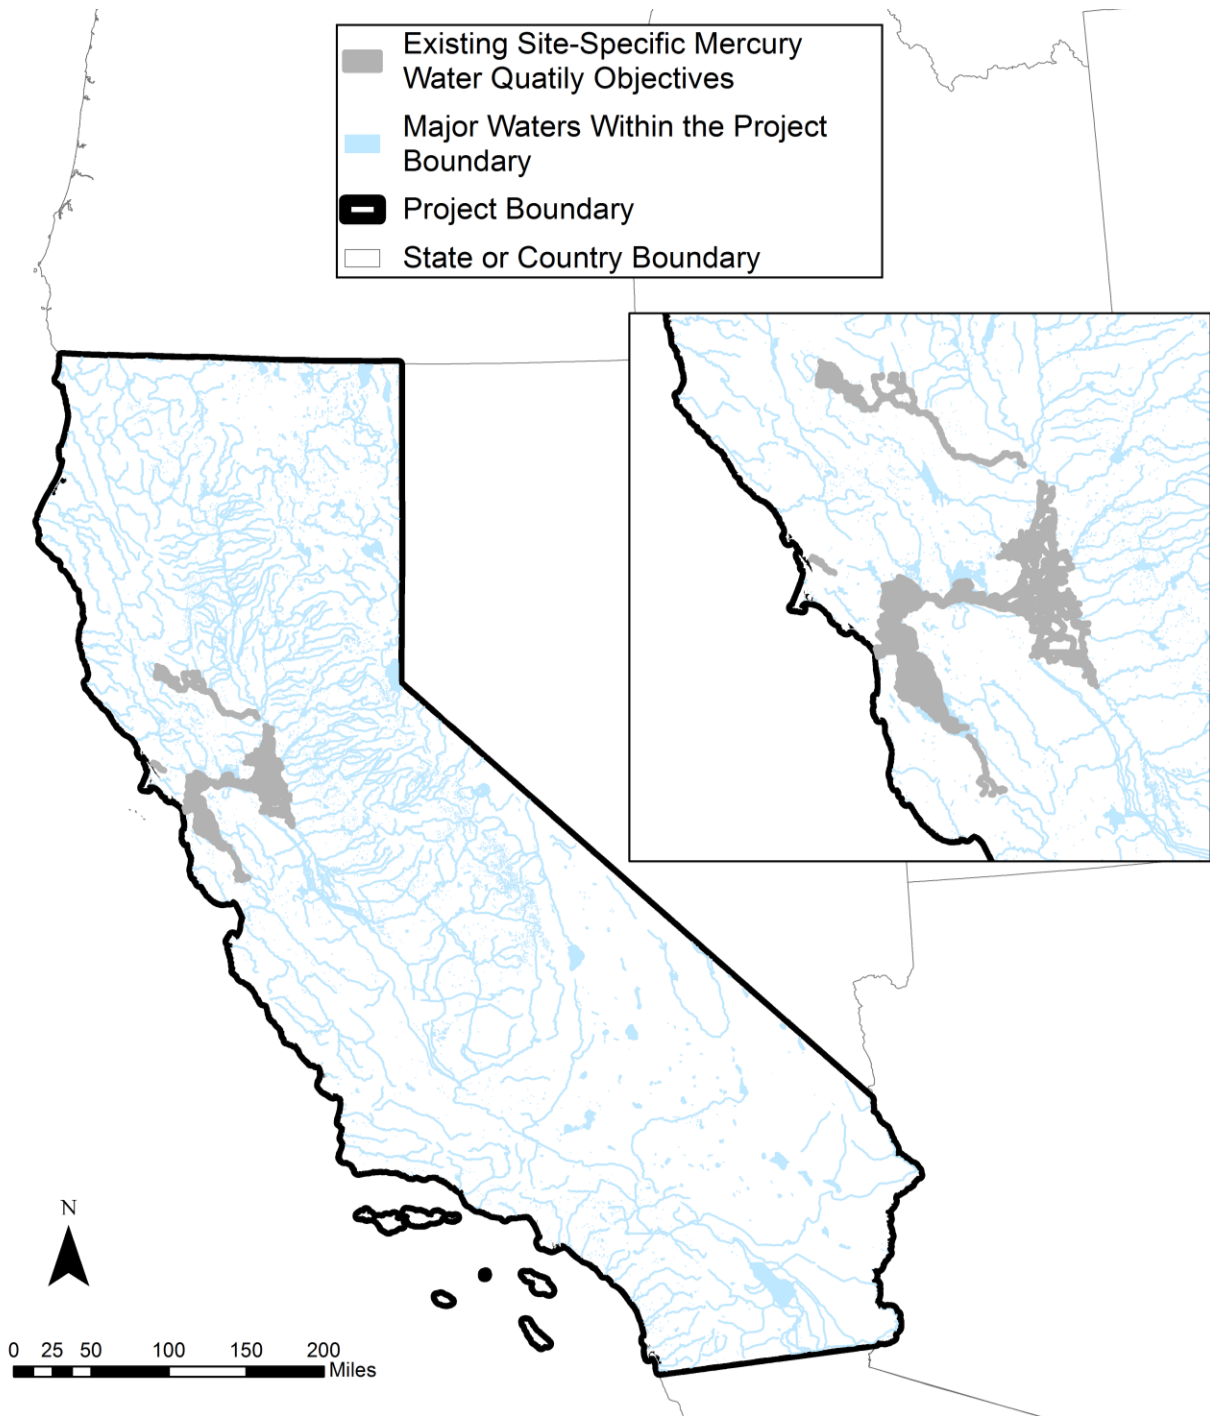 Existing Site-Specific Mercury
Water Quatily Objectives
Major Waters Within the Project
Boundary
Project Boundary
State or Country Boundary
N
0 25 50 100 150 200
Miles